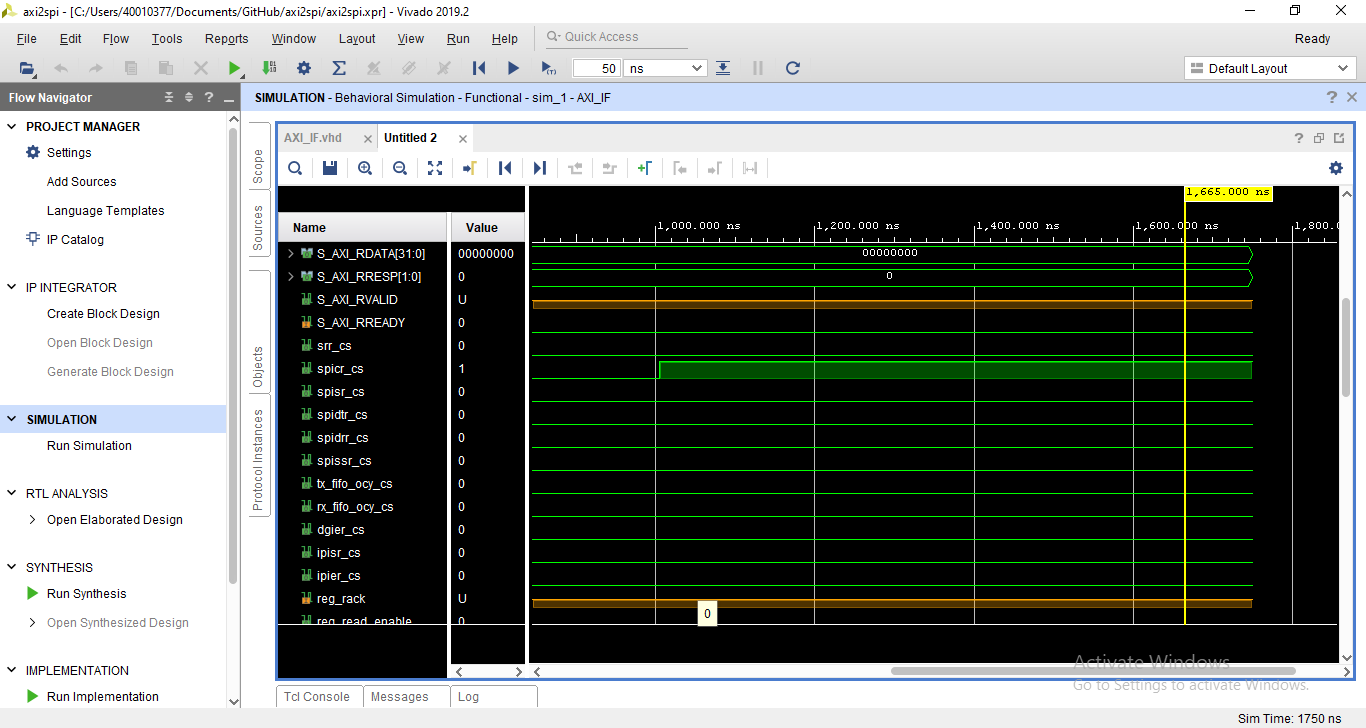 axi2spi - [C:/Users/40010377/Documents/GitHub/axi2spi/axi2spi.xpr] - Vivado 2019.2
File Edit Flow Tools Reports Window Layout View Run Help Quick Access Ready
50 ns Default Layout
Flow Navigator
SIMULATION - Behavioral Simulation - Functional - sim_1 - AXI_IF
PROJECT MANAGER
Settings
Add Sources
Language Templates
IP Catalog
IP INTEGRATOR
Create Block Design
Open Block Design
Generate Block Design
SIMULATION
Run Simulation
RTL ANALYSIS
Open Elaborated Design
SYNTHESIS
Run Synthesis
Open Synthesized Design
IMPLEMENTATION
Run Implementation
Scope
Sources
Objects
Protocol Instances
AXI_IF.vhd Untitled 2
1,665.000 ns
Name Value
1,000.000 ns 1,200.000 ns 1,400.000 ns 1,600.000 ns 1,800.0
S_AXI_RDATA[31:0] 00000000 00000000
S_AXI_RRESP[1:0] 0 0
S_AXI_RVALID U
S_AXI_RREADY 0
srr_cs 0
spicr_cs 1
spisr_cs 0
spidtr_cs 0
spidrr_cs 0
spissr_cs 0
tx_fifo_ocy_cs 0
rx_fifo_ocy_cs 0
dgier_cs 0
ipisr_cs 0
ipier_cs 0
reg_rack U
reg_read_enable 0
0
Activate Windows
Go to Settings to activate Windows.
Tcl Console Messages Log
Sim Time: 1750 ns